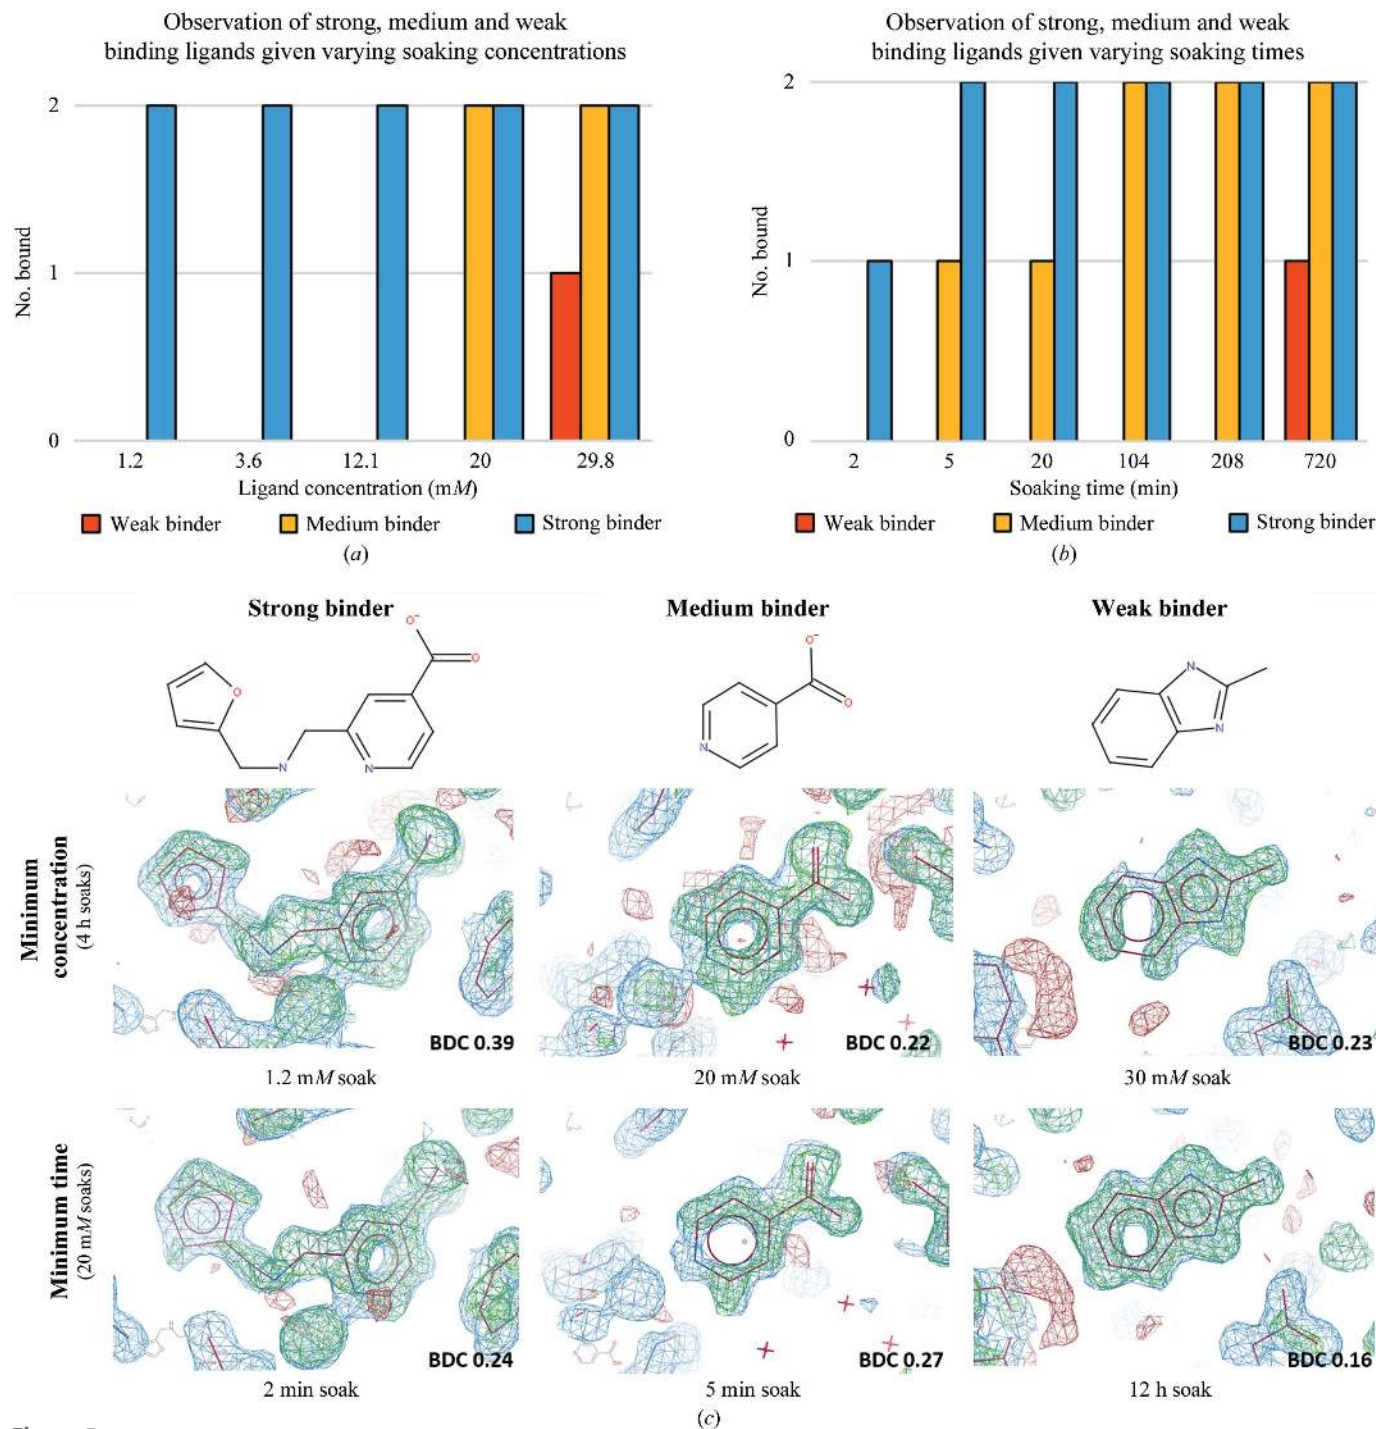 Observation of strong, medium and weak
binding ligands given varying soaking concentrations
2
1
0
No. bound
1.2 3.6 12.1 20 29.8
Ligand concentration (mM)
Weak binder Medium binder Strong binder
(a)
Observation of strong, medium and weak
binding ligands given varying soaking times
2
1
0
No. bound
2 5 20 104 208 720
Soaking time (min)
Weak binder Medium binder Strong binder
(b)
Strong binder Medium binder Weak binder
O⁻
O
O
N
N
O⁻
O
N
N
N
Minimum
concentration
(4 h soaks)
BDC 0.39 BDC 0.22 BDC 0.23
1.2 mM soak 20 mM soak 30 mM soak
Minimum time
(20 mM soaks)
BDC 0.24 BDC 0.27 BDC 0.16
2 min soak 5 min soak 12 h soak
(c)